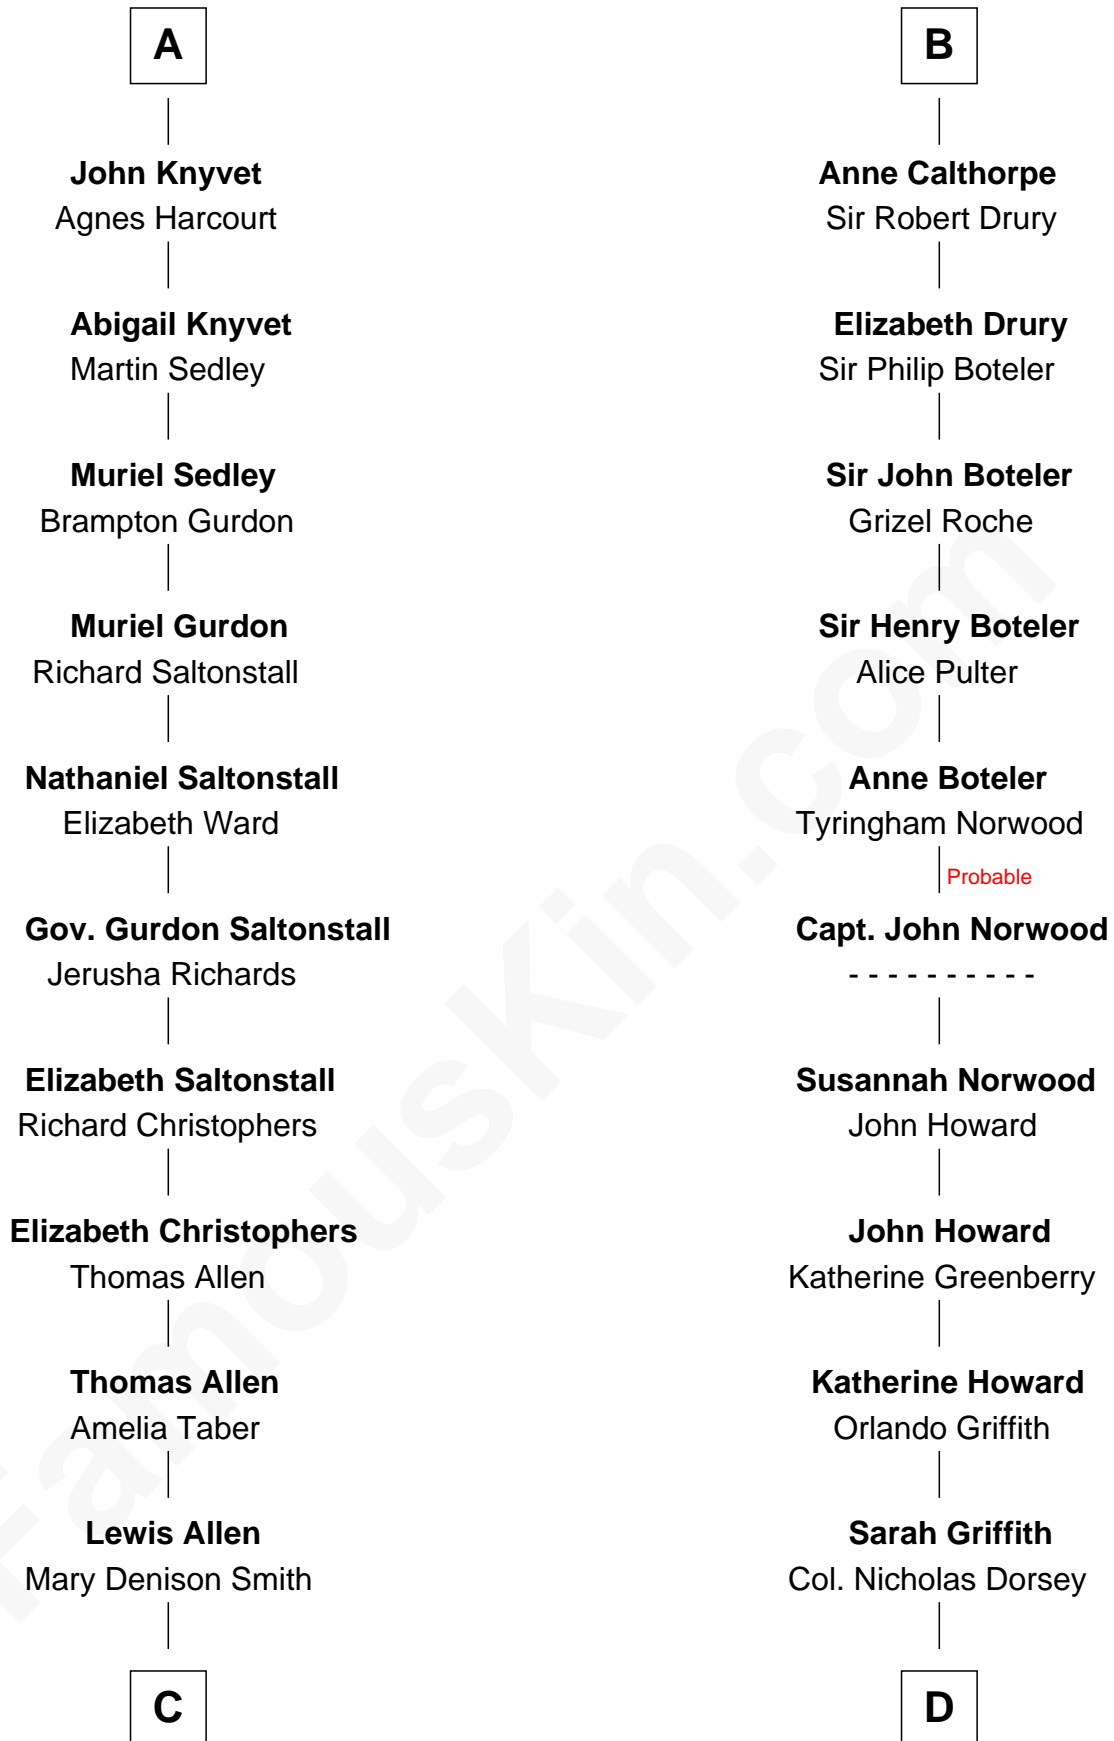 A
John Knyvet
Agnes Harcourt
Abigail Knyvet
Martin Sedley
Muriel Sedley
Brampton Gurdon
Muriel Gurdon
Richard Saltonstall
Nathaniel Saltonstall
Elizabeth Ward
Gov. Gurdon Saltonstall
Jerusha Richards
Elizabeth Saltonstall
Richard Christophers
Elizabeth Christophers
Thomas Allen
Thomas Allen
Amelia Taber
Lewis Allen
Mary Denison Smith
C
B
Anne Calthorpe
Sir Robert Drury
Elizabeth Drury
Sir Philip Boteler
Sir John Boteler
Grizel Roche
Sir Henry Boteler
Alice Pulter
Anne Boteler
Tyringham Norwood
Probable
Capt. John Norwood
- - - - - - - - - -
Susannah Norwood
John Howard
John Howard
Katherine Greenberry
Katherine Howard
Orlando Griffith
Sarah Griffith
Col. Nicholas Dorsey
D
FamousKin.com